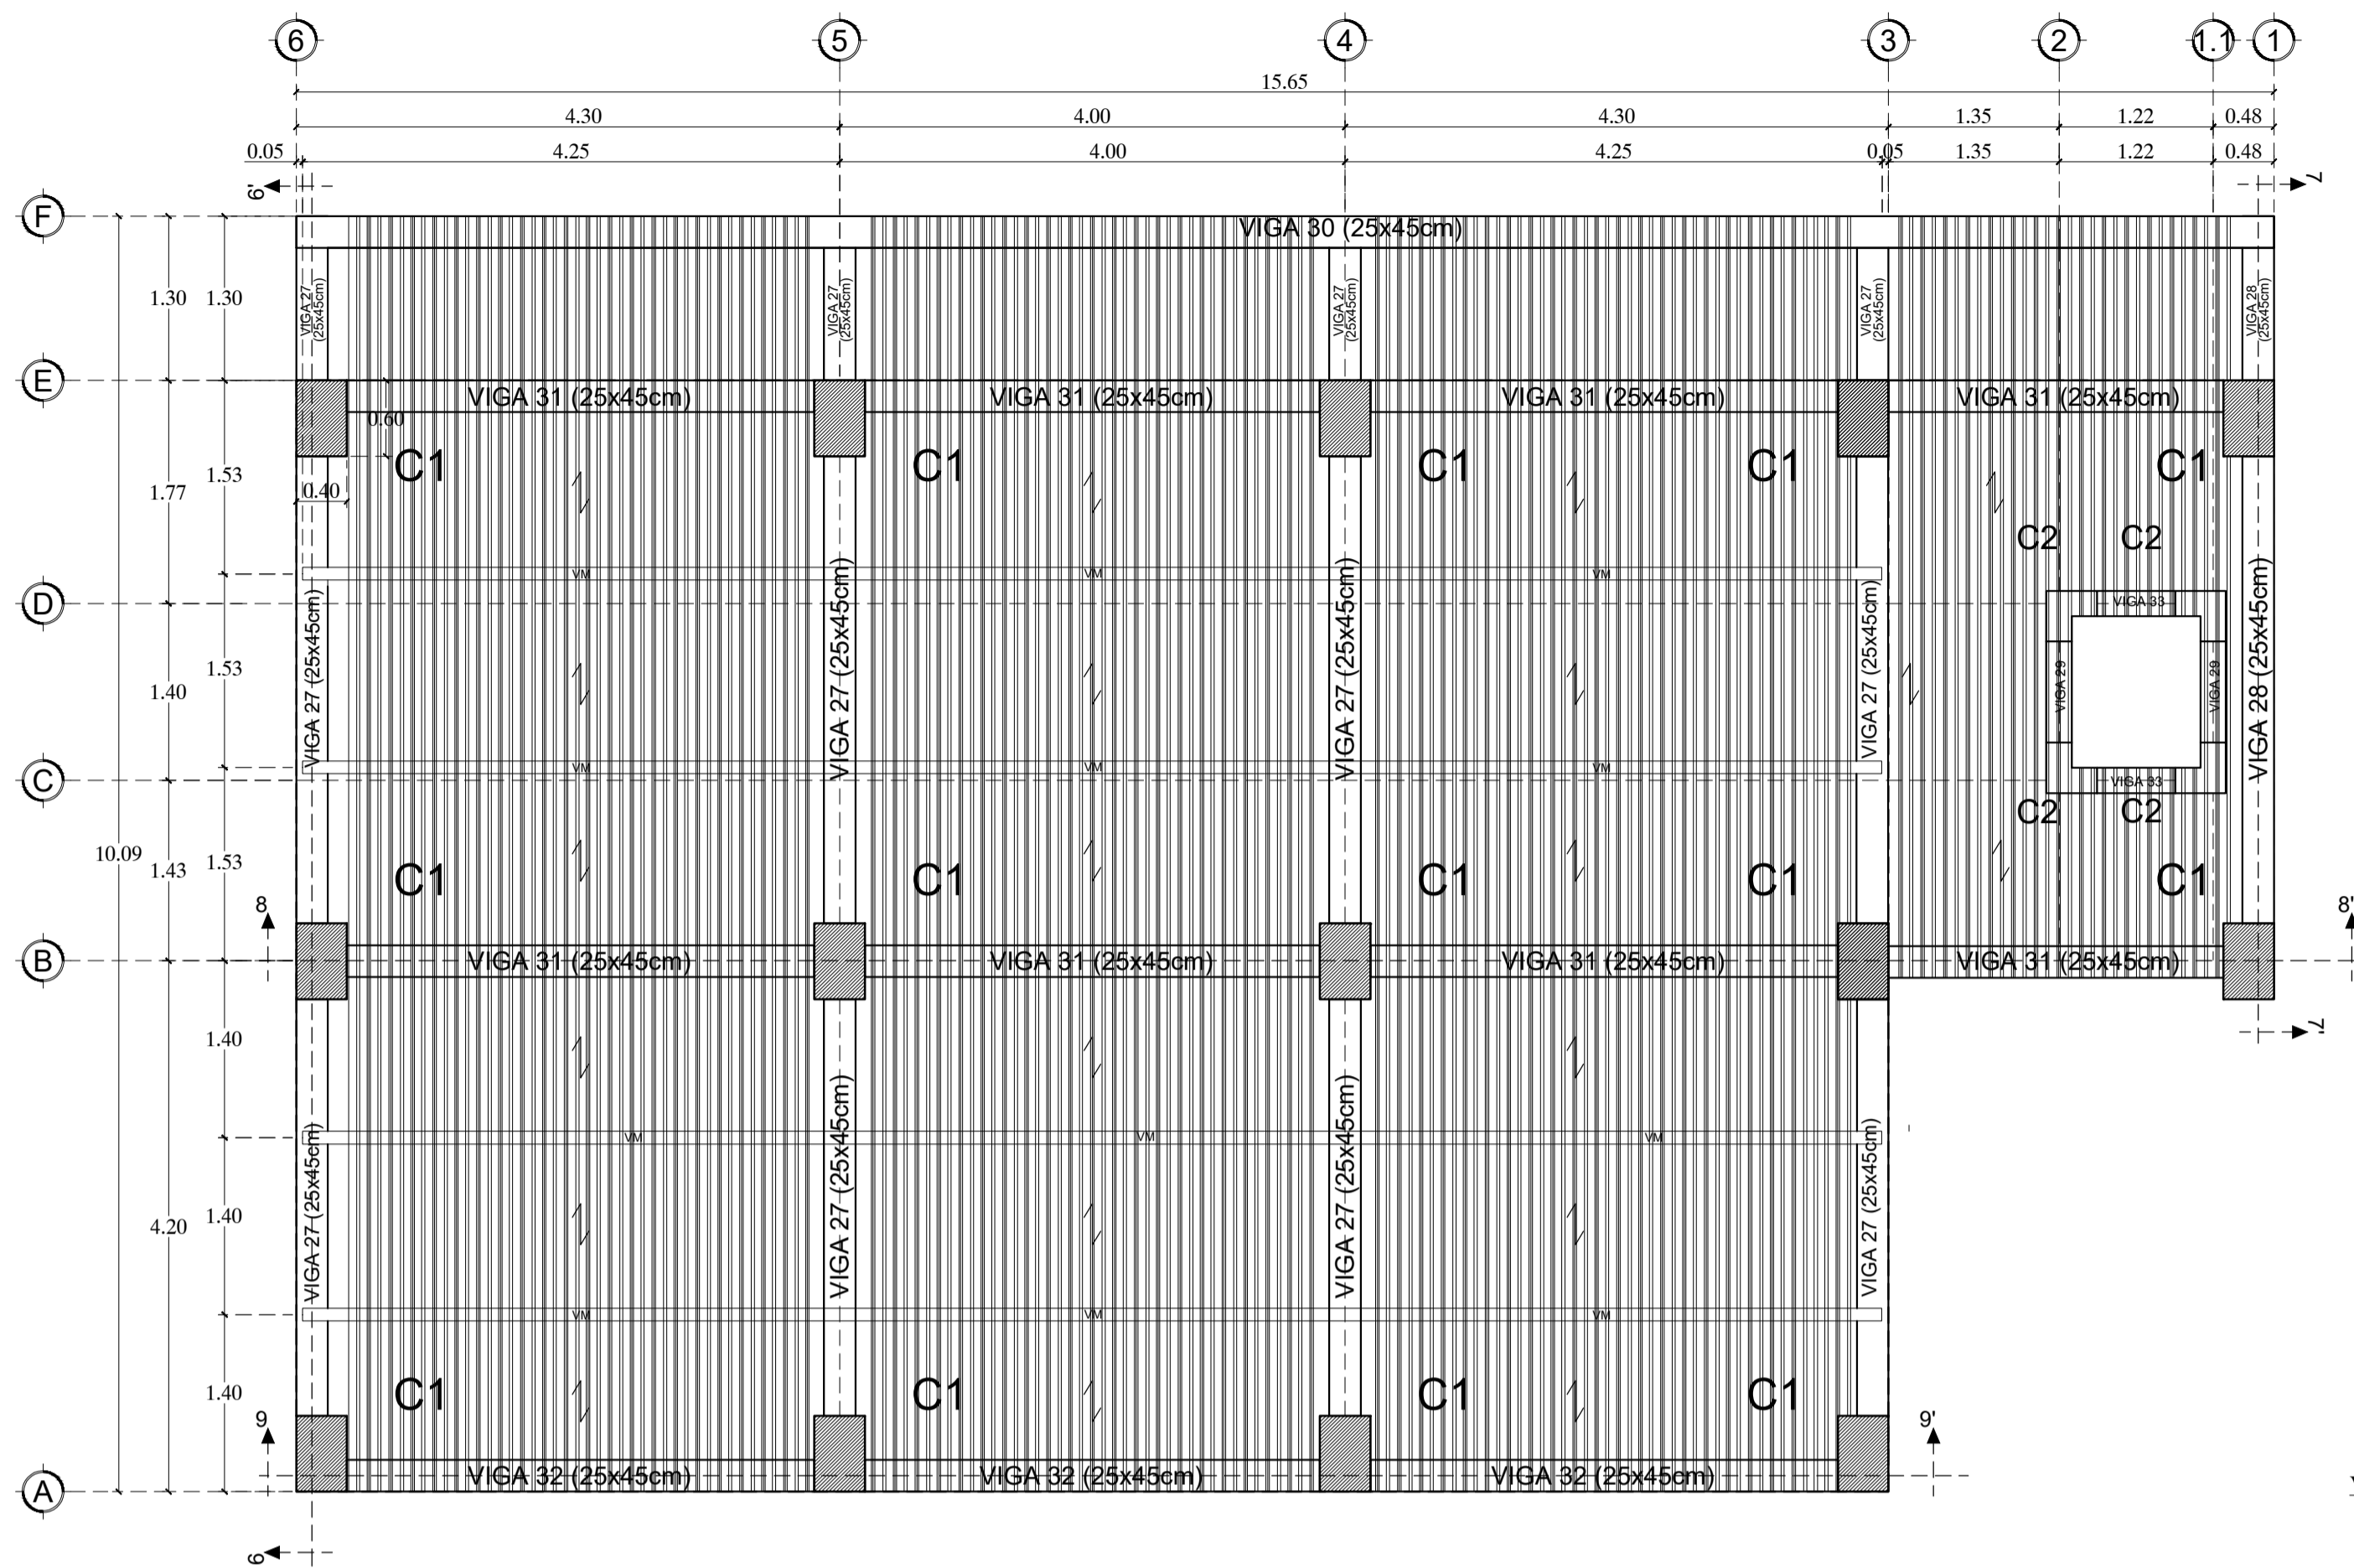 6 5 4 3 2 1.1 1
15.65
4.30 4.00 4.30 1.35 1.22 0.48
0.05 4.25 4.00 4.25 0.05 1.35 1.22 0.48
6' 7
F
VIGA 30 (25x45cm)
1.30 1.30
VIGA 27
(25x45cm)
VIGA 27
(25x45cm)
VIGA 27
(25x45cm)
VIGA 27
(25x45cm)
VIGA 28
(25x45cm)
E
VIGA 31 (25x45cm) VIGA 31 (25x45cm) VIGA 31 (25x45cm) VIGA 31 (25x45cm)
0.60
C1 C1 C1 C1 C1
1.77 1.53 0.40
C2 C2
VM VM VM
D
VIGA 33
1.40 1.53
VIGA 27 (25x45cm)
VIGA 27 (25x45cm)
VIGA 27 (25x45cm)
VIGA 27 (25x45cm)
VIGA 29
VIGA 29
VIGA 28 (25x45cm)
VM VM VM
C
VIGA 33
C2 C2
10.09 1.43 1.53
C1 C1 C1 C1 C1
8 8'
B
VIGA 31 (25x45cm) VIGA 31 (25x45cm) VIGA 31 (25x45cm) VIGA 31 (25x45cm)
7'
1.40
VM VM VM
VIGA 27 (25x45cm)
VIGA 27 (25x45cm)
VIGA 27 (25x45cm)
VIGA 27 (25x45cm)
4.20 1.40
VM VM VM
1.40
C1 C1 C1 C1
9 9'
A
VIGA 32 (25x45cm) VIGA 32 (25x45cm) VIGA 32 (25x45cm)
6